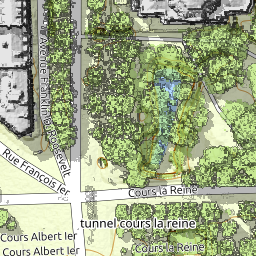 Avenue Franklin D. Roosevelt
Rue François Ier
Cours la Reine
tunnel cours la reine
Cours Albert Ier
Cours la Reine
Cours Albert Ier